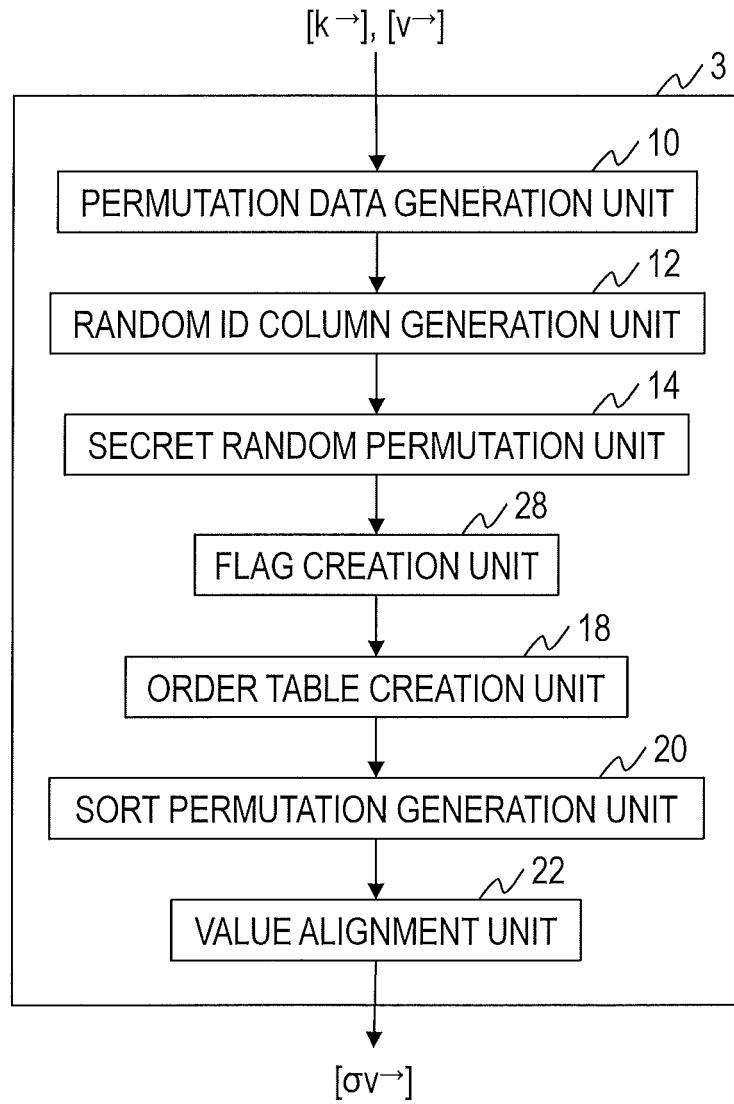 [k→], [v→]
3
10
PERMUTATION DATA GENERATION UNIT
12
RANDOM ID COLUMN GENERATION UNIT
14
SECRET RANDOM PERMUTATION UNIT
28
FLAG CREATION UNIT
18
ORDER TABLE CREATION UNIT
20
SORT PERMUTATION GENERATION UNIT
22
VALUE ALIGNMENT UNIT
[σv→]